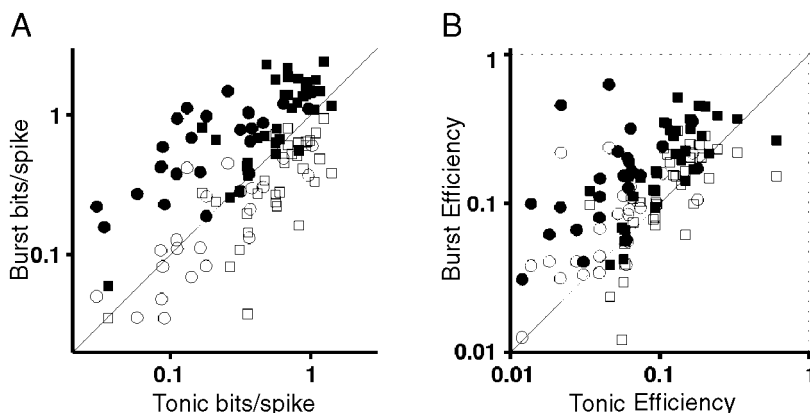 A
B
Burst bits/spike
1
0.1
0.1
1
Tonic bits/spike
Burst Efficiency
1
0.1
0.01
0.01
0.1
1
Tonic Efficiency